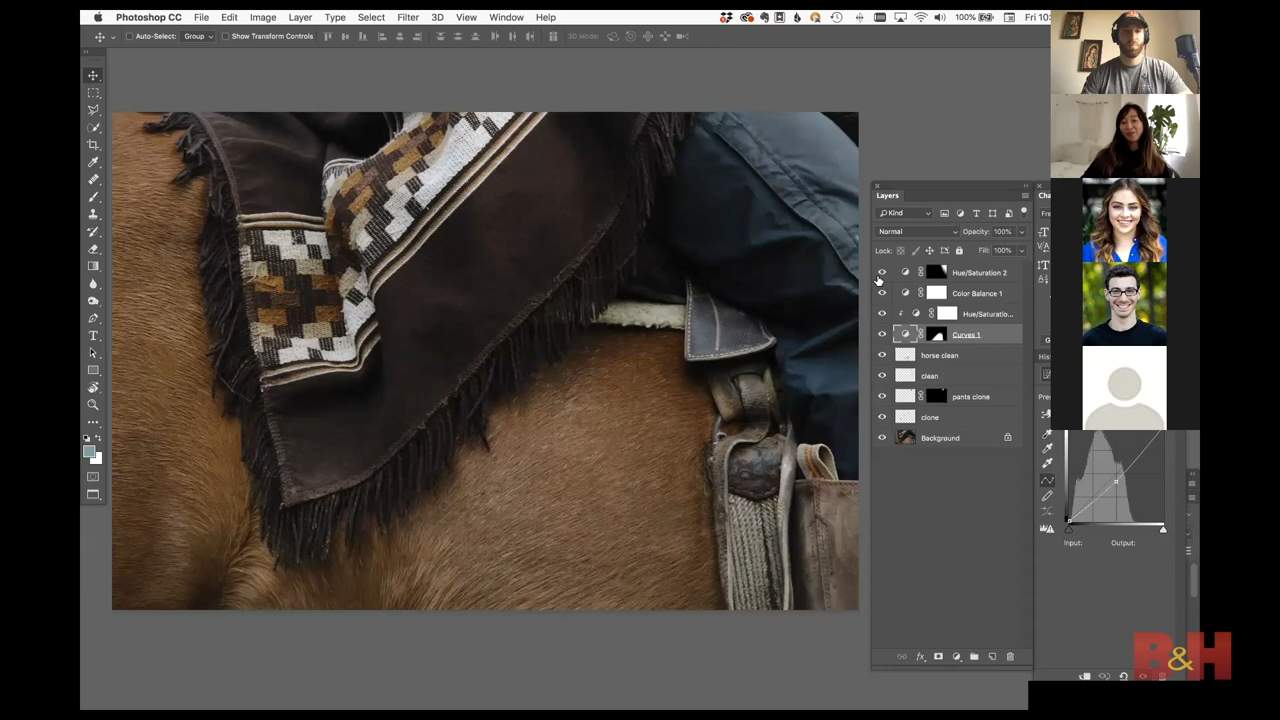 Photoshop CC File Edit Image Layer Type Select Filter 3D View Window Help 100% Fri 10:
Auto-Select: Group Show Transform Controls 3D Mode:
Layers
Kind
Normal Opacity: 100%
Lock: Fill: 100%
Hue/Saturation 2
Color Balance 1
Hue/Saturatio...
Curves 1
horse clean
clean
pants clone
clone
Background
Input: Output:
fx
B&H